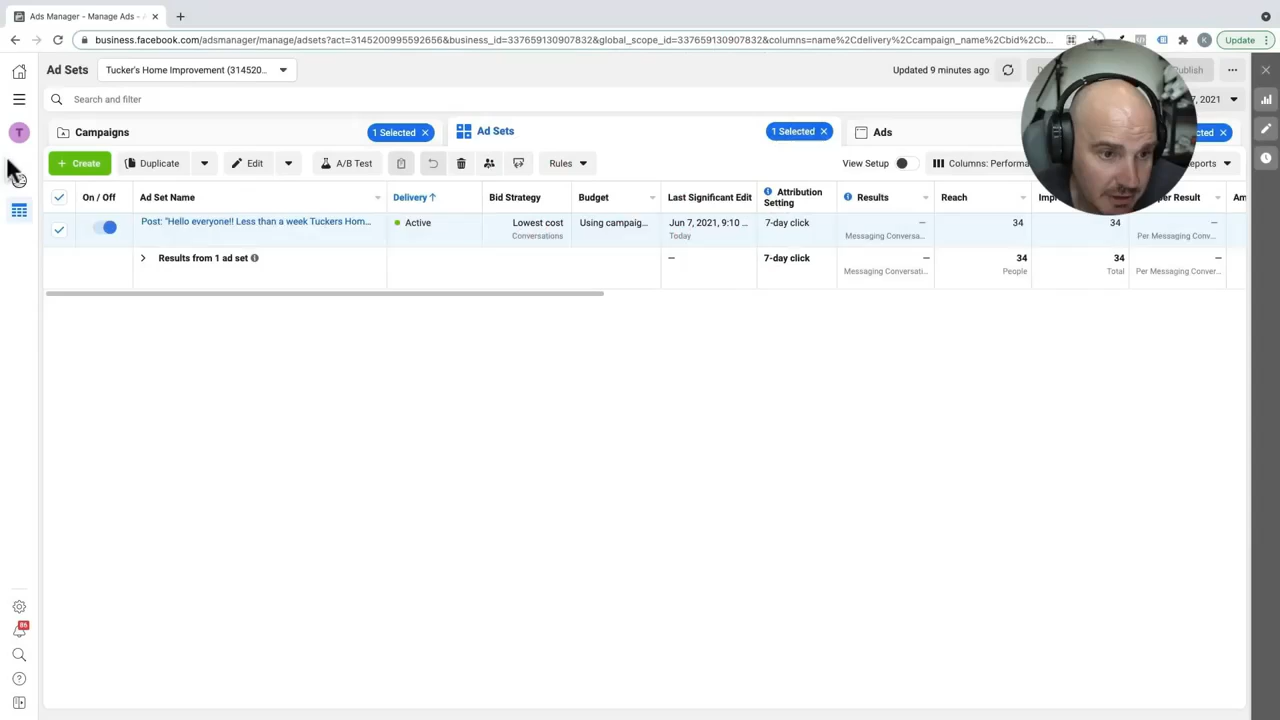 Ads Manager - Manage Ads - A
business.facebook.com/adsmanager/manage/adsets?act=3145200995592656&business_id=337659130907832&global_scope_id=337659130907832&columns=name%2Cdelivery%2Ccampaign_name%2Cbid%2Cb...
R
Update
Ad Sets
Tucker's Home Improvement (314520...
Updated 9 minutes ago
Publish
Search and filter
7, 2021
T
Campaigns
1 Selected
Ad Sets
1 Selected
Ads
Create
Duplicate
Edit
A/B Test
Rules
View Setup
Columns: Performa
On / Off
Ad Set Name
Delivery ↑
Bid Strategy
Budget
Last Significant Edit
Attribution
Setting
Results
Reach
Per Result
Am
Post: "Hello everyone!! Less than a week Tuckers Hom...
Active
Lowest cost
Conversations
Using campaig...
Jun 7, 2021, 9:10 ...
Today
7-day click
—
Messaging Conversa...
34
34
—
Per Messaging Conv...
Results from 1 ad set
—
7-day click
—
Messaging Conversati...
34
People
34
Total
—
Per Messaging Conver...
86